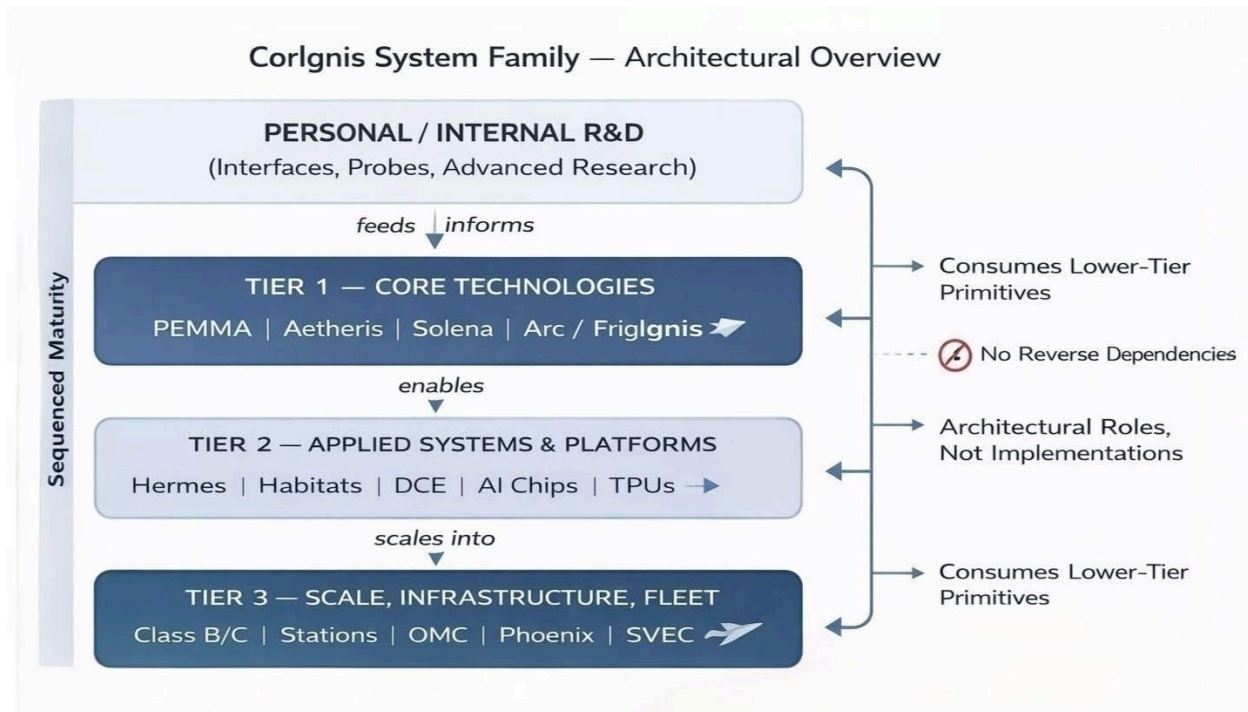 CorIgnis System Family — Architectural Overview
PERSONAL / INTERNAL R&D
(Interfaces, Probes, Advanced Research)
feeds informs
TIER 1 — CORE TECHNOLOGIES
PEMMA | Aetheris | Solena | Arc / FrigIgnis
enables
TIER 2 — APPLIED SYSTEMS & PLATFORMS
Hermes | Habitats | DCE | AI Chips | TPUs
scales into
TIER 3 — SCALE, INFRASTRUCTURE, FLEET
Class B/C | Stations | OMC | Phoenix | SVEC
Sequenced Maturity
Consumes Lower-Tier
Primitives
No Reverse Dependencies
Architectural Roles,
Not Implementations
Consumes Lower-Tier
Primitives